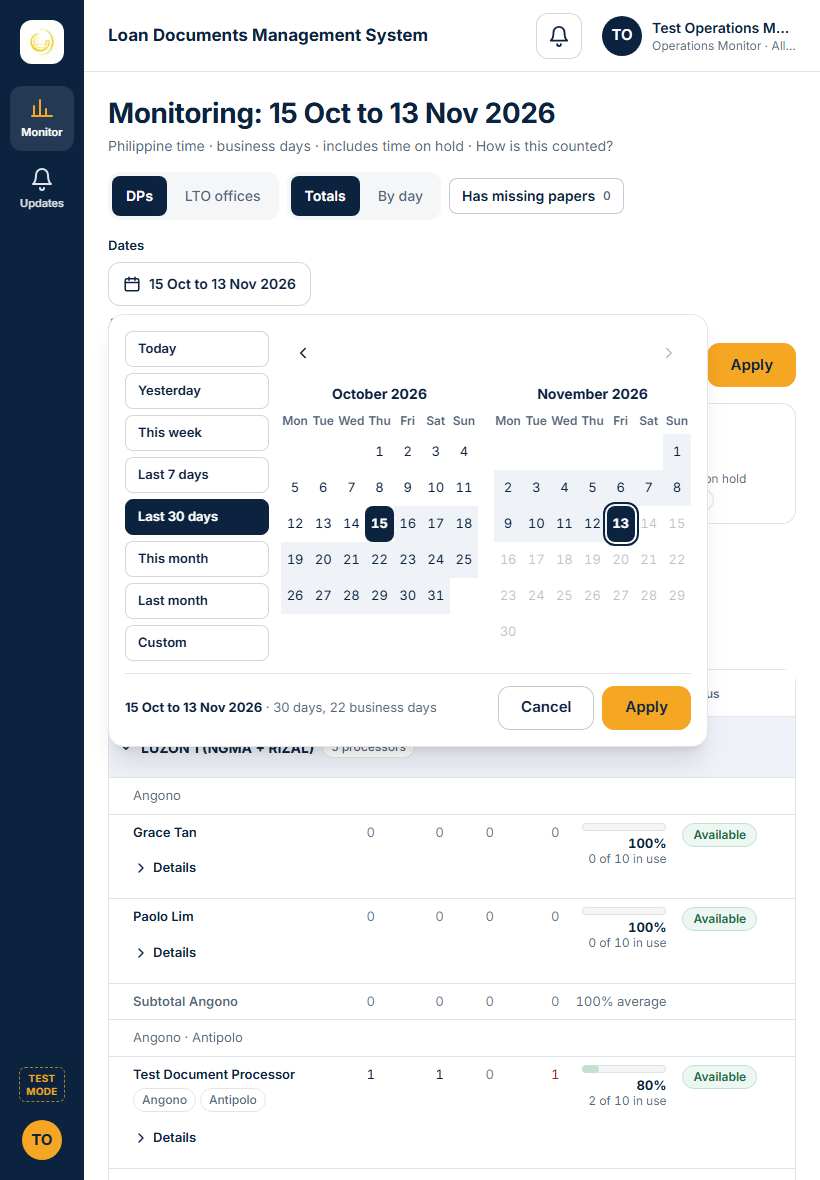 Loan Documents Management System
TO
Test Operations M...
Operations Monitor · All...
Monitor
Updates
Monitoring: 15 Oct to 13 Nov 2026
Philippine time · business days · includes time on hold · How is this counted?
DPs LTO offices Totals By day Has missing papers 0
Dates
15 Oct to 13 Nov 2026
Apply
Today
Yesterday
This week
Last 7 days
Last 30 days
This month
Last month
Custom
October 2026
Mon Tue Wed Thu Fri Sat Sun
1 2 3 4
5 6 7 8 9 10 11
12 13 14 15 16 17 18
19 20 21 22 23 24 25
26 27 28 29 30 31
November 2026
Mon Tue Wed Thu Fri Sat Sun
1
2 3 4 5 6 7 8
9 10 11 12 13 14 15
16 17 18 19 20 21 22
23 24 25 26 27 28 29
30
on hold
15 Oct to 13 Nov 2026 · 30 days, 22 business days
Cancel Apply
LUZON 1 (NGMA + RIZAL) 5 processors
Angono
Grace Tan 0 0 0 0 100% Available
0 of 10 in use
Details
Paolo Lim 0 0 0 0 100% Available
0 of 10 in use
Details
Subtotal Angono 0 0 0 0 100% average
Angono · Antipolo
Test Document Processor 1 1 0 1 80% Available
Angono Antipolo 2 of 10 in use
Details
TEST
MODE
TO